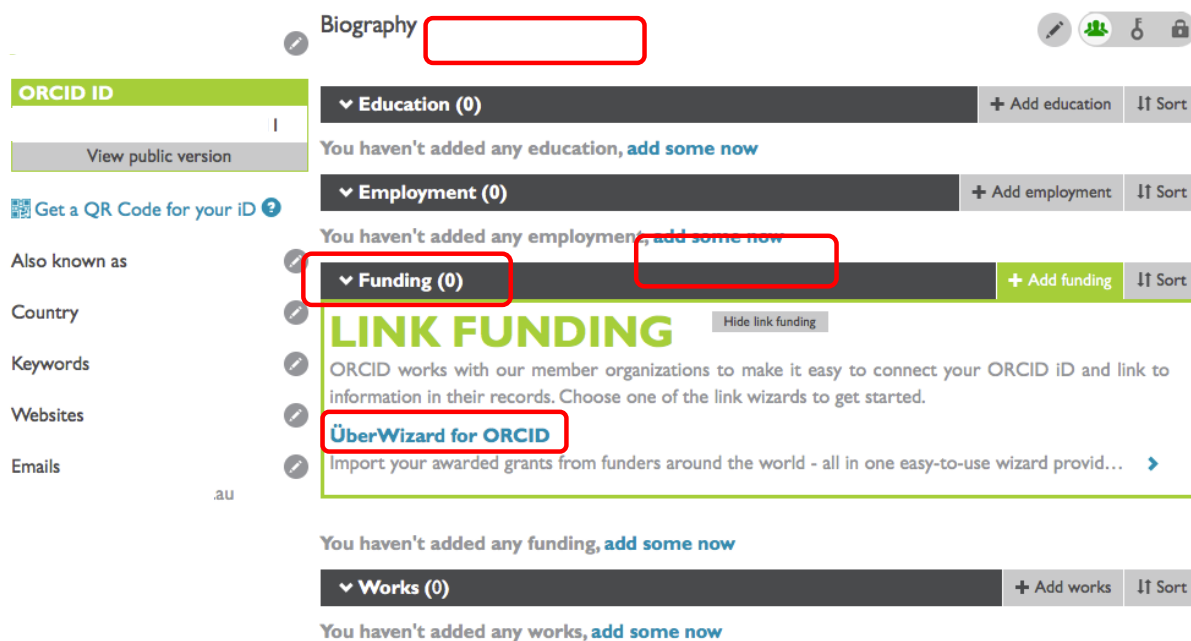 Biography
ORCID ID
View public version
Get a QR Code for your iD ?
Also known as
Country
Keywords
Websites
Emails
.au
Education (0)
+ Add education
Sort
You haven't added any education, add some now
Employment (0)
+ Add employment
Sort
You haven't added any employment, add some now
Funding (0)
+ Add funding
Sort
LINK FUNDING
Hide link funding
ORCID works with our member organizations to make it easy to connect your ORCID iD and link to
information in their records. Choose one of the link wizards to get started.
ÜberWizard for ORCID
Import your awarded grants from funders around the world - all in one easy-to-use wizard provid...
You haven't added any funding, add some now
Works (0)
+ Add works
Sort
You haven't added any works, add some now